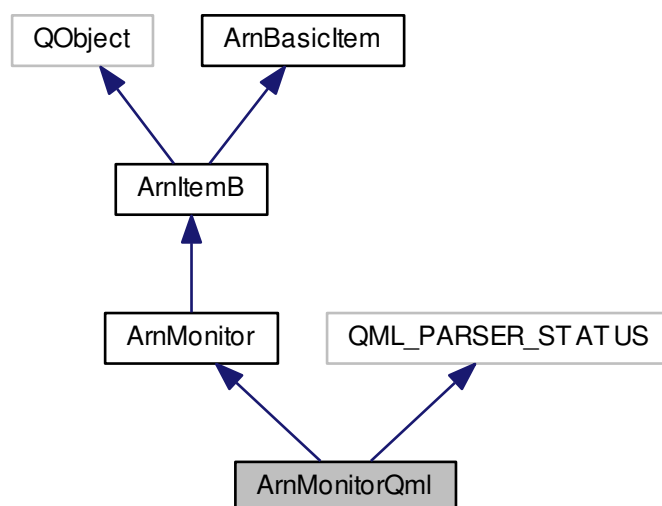 QObject
ArnBasicItem
ArnItemB
ArnMonitor
QML_PARSER_STATUS
ArnMonitorQml